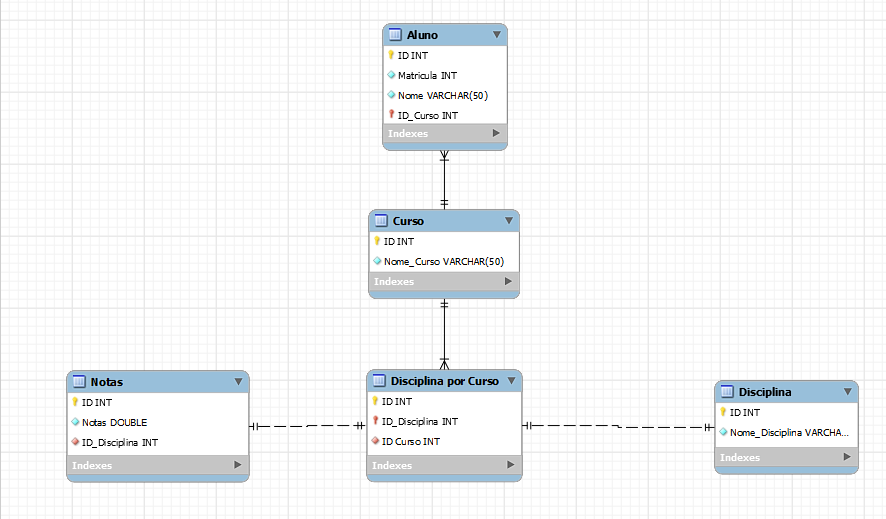 Aluno
ID INT
Matricula INT
Nome VARCHAR(50)
ID_Curso INT
Indexes
Curso
ID INT
Nome_Curso VARCHAR(50)
Indexes
Notas
ID INT
Notas DOUBLE
ID_Disciplina INT
Indexes
Disciplina por Curso
ID INT
ID_Disciplina INT
ID Curso INT
Indexes
Disciplina
ID INT
Nome_Disciplina VARCHA...
Indexes